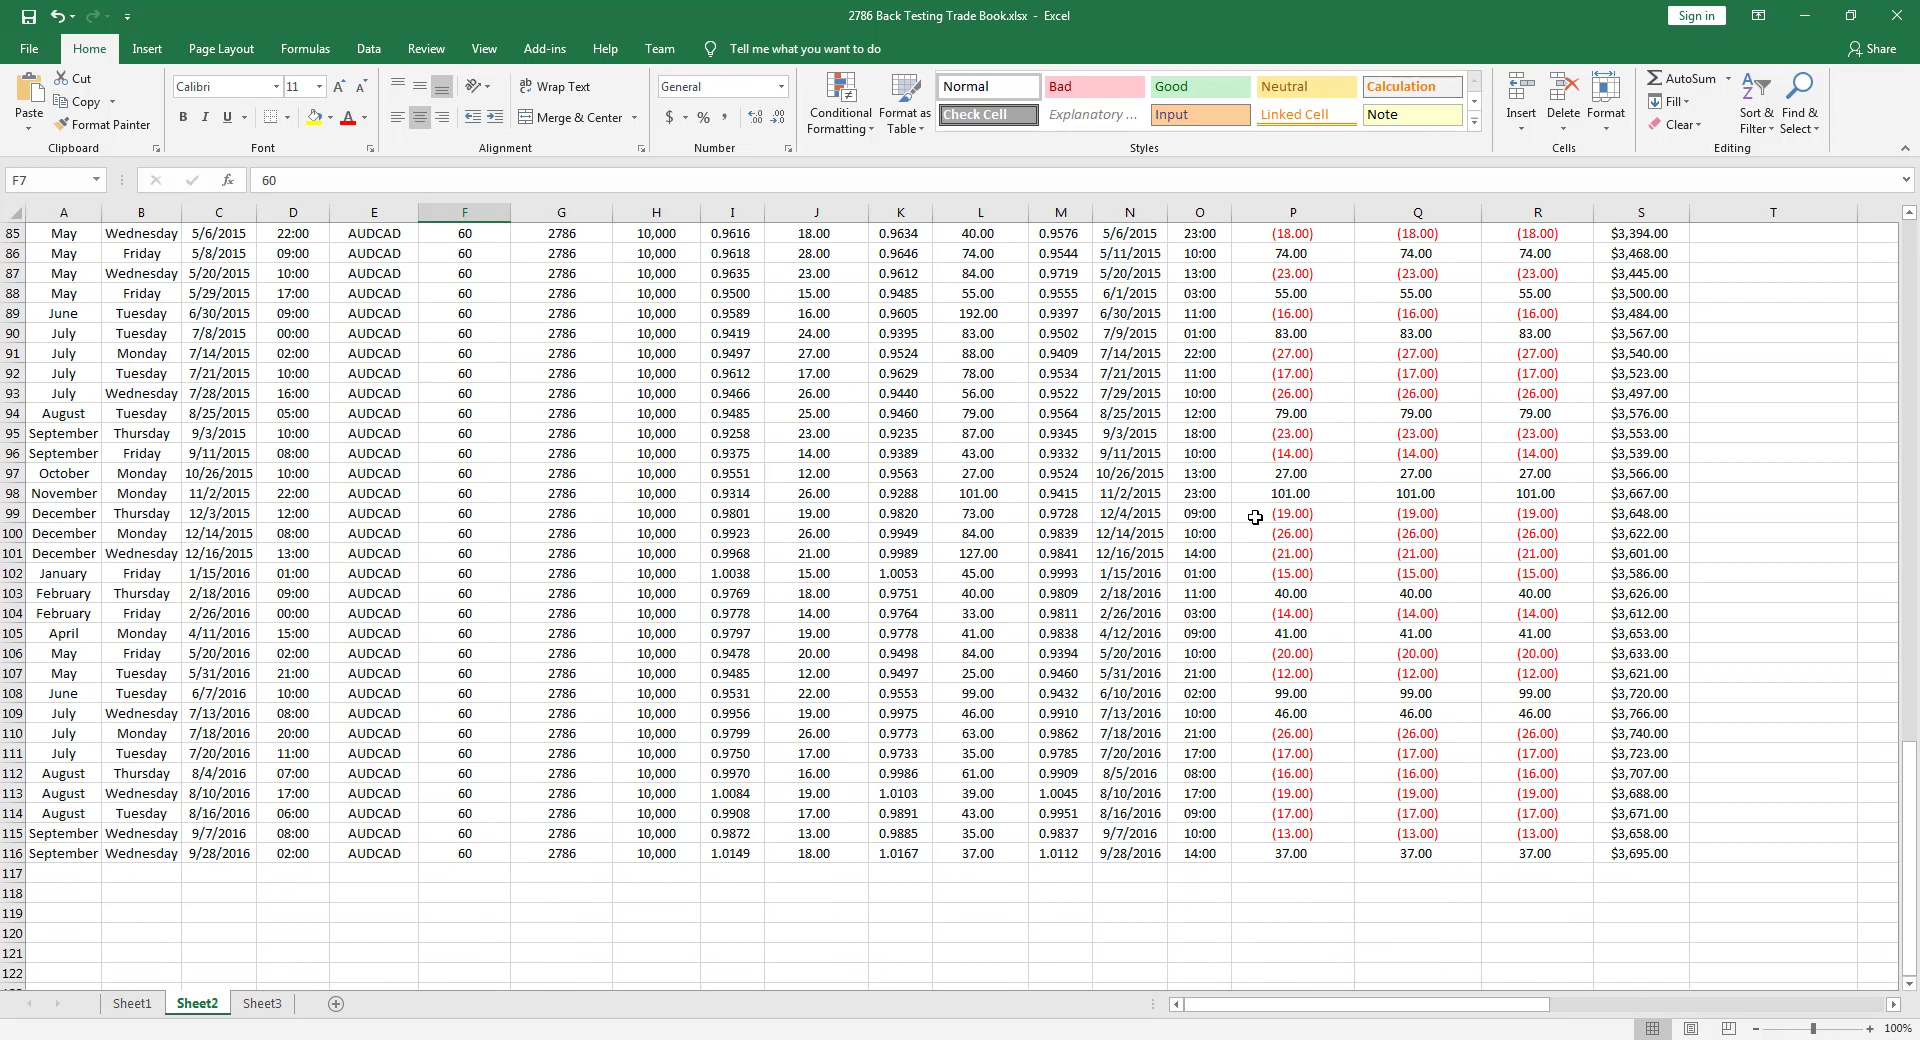 2786 Back Testing Trade Book.xlsx - Excel
Sign in
File Home Insert Page Layout Formulas Data Review View Add-ins Help Team Tell me what you want to do Share
Paste Cut Copy Format Painter Clipboard
Calibri 11 B I U A A Font
Wrap Text Merge & Center Alignment
General $ % , Number
Conditional Formatting Format as Table
Normal Bad Good Neutral Calculation
Check Cell Explanatory ... Input Linked Cell Note
Styles
Insert Delete Format Cells
AutoSum Fill Clear Sort & Filter Find & Select Editing
F7 fx 60
A B C D E F G H I J K L M N O P Q R S T
85 May Wednesday 5/6/2015 22:00 AUDCAD 60 2786 10,000 0.9616 18.00 0.9634 40.00 0.9576 5/6/2015 23:00 (18.00) (18.00) (18.00) $3,394.00
86 May Friday 5/8/2015 09:00 AUDCAD 60 2786 10,000 0.9618 28.00 0.9646 74.00 0.9544 5/11/2015 10:00 74.00 74.00 74.00 $3,468.00
87 May Wednesday 5/20/2015 10:00 AUDCAD 60 2786 10,000 0.9635 23.00 0.9612 84.00 0.9719 5/20/2015 13:00 (23.00) (23.00) (23.00) $3,445.00
88 May Friday 5/29/2015 17:00 AUDCAD 60 2786 10,000 0.9500 15.00 0.9485 55.00 0.9555 6/1/2015 03:00 55.00 55.00 55.00 $3,500.00
89 June Tuesday 6/30/2015 09:00 AUDCAD 60 2786 10,000 0.9589 16.00 0.9605 192.00 0.9397 6/30/2015 11:00 (16.00) (16.00) (16.00) $3,484.00
90 July Tuesday 7/8/2015 00:00 AUDCAD 60 2786 10,000 0.9419 24.00 0.9395 83.00 0.9502 7/9/2015 01:00 83.00 83.00 83.00 $3,567.00
91 July Monday 7/14/2015 02:00 AUDCAD 60 2786 10,000 0.9497 27.00 0.9524 88.00 0.9409 7/14/2015 22:00 (27.00) (27.00) (27.00) $3,540.00
92 July Tuesday 7/21/2015 10:00 AUDCAD 60 2786 10,000 0.9612 17.00 0.9629 78.00 0.9534 7/21/2015 11:00 (17.00) (17.00) (17.00) $3,523.00
93 July Wednesday 7/28/2015 16:00 AUDCAD 60 2786 10,000 0.9466 26.00 0.9440 56.00 0.9522 7/29/2015 10:00 (26.00) (26.00) (26.00) $3,497.00
94 August Tuesday 8/25/2015 05:00 AUDCAD 60 2786 10,000 0.9485 25.00 0.9460 79.00 0.9564 8/25/2015 12:00 79.00 79.00 79.00 $3,576.00
95 September Thursday 9/3/2015 10:00 AUDCAD 60 2786 10,000 0.9258 23.00 0.9235 87.00 0.9345 9/3/2015 18:00 (23.00) (23.00) (23.00) $3,553.00
96 September Friday 9/11/2015 08:00 AUDCAD 60 2786 10,000 0.9375 14.00 0.9389 43.00 0.9332 9/11/2015 10:00 (14.00) (14.00) (14.00) $3,539.00
97 October Monday 10/26/2015 10:00 AUDCAD 60 2786 10,000 0.9551 12.00 0.9563 27.00 0.9524 10/26/2015 13:00 27.00 27.00 27.00 $3,566.00
98 November Monday 11/2/2015 22:00 AUDCAD 60 2786 10,000 0.9314 26.00 0.9288 101.00 0.9415 11/2/2015 23:00 101.00 101.00 101.00 $3,667.00
99 December Thursday 12/3/2015 12:00 AUDCAD 60 2786 10,000 0.9801 19.00 0.9820 73.00 0.9728 12/4/2015 09:00 (19.00) (19.00) (19.00) $3,648.00
100 December Monday 12/14/2015 08:00 AUDCAD 60 2786 10,000 0.9923 26.00 0.9949 84.00 0.9839 12/14/2015 10:00 (26.00) (26.00) (26.00) $3,622.00
101 December Wednesday 12/16/2015 13:00 AUDCAD 60 2786 10,000 0.9968 21.00 0.9989 127.00 0.9841 12/16/2015 14:00 (21.00) (21.00) (21.00) $3,601.00
102 January Friday 1/15/2016 01:00 AUDCAD 60 2786 10,000 1.0038 15.00 1.0053 45.00 0.9993 1/15/2016 01:00 (15.00) (15.00) (15.00) $3,586.00
103 February Thursday 2/18/2016 09:00 AUDCAD 60 2786 10,000 0.9769 18.00 0.9751 40.00 0.9809 2/18/2016 11:00 40.00 40.00 40.00 $3,626.00
104 February Friday 2/26/2016 00:00 AUDCAD 60 2786 10,000 0.9778 14.00 0.9764 33.00 0.9811 2/26/2016 03:00 (14.00) (14.00) (14.00) $3,612.00
105 April Monday 4/11/2016 15:00 AUDCAD 60 2786 10,000 0.9797 19.00 0.9778 41.00 0.9838 4/12/2016 09:00 41.00 41.00 41.00 $3,653.00
106 May Friday 5/20/2016 02:00 AUDCAD 60 2786 10,000 0.9478 20.00 0.9498 84.00 0.9394 5/20/2016 10:00 (20.00) (20.00) (20.00) $3,633.00
107 May Tuesday 5/31/2016 21:00 AUDCAD 60 2786 10,000 0.9485 12.00 0.9497 25.00 0.9460 5/31/2016 21:00 (12.00) (12.00) (12.00) $3,621.00
108 June Tuesday 6/7/2016 10:00 AUDCAD 60 2786 10,000 0.9531 22.00 0.9553 99.00 0.9432 6/10/2016 02:00 99.00 99.00 99.00 $3,720.00
109 July Wednesday 7/13/2016 08:00 AUDCAD 60 2786 10,000 0.9956 19.00 0.9975 46.00 0.9910 7/13/2016 10:00 46.00 46.00 46.00 $3,766.00
110 July Monday 7/18/2016 20:00 AUDCAD 60 2786 10,000 0.9799 26.00 0.9773 63.00 0.9862 7/18/2016 21:00 (26.00) (26.00) (26.00) $3,740.00
111 July Tuesday 7/20/2016 11:00 AUDCAD 60 2786 10,000 0.9750 17.00 0.9733 35.00 0.9785 7/20/2016 17:00 (17.00) (17.00) (17.00) $3,723.00
112 August Thursday 8/4/2016 07:00 AUDCAD 60 2786 10,000 0.9970 16.00 0.9986 61.00 0.9909 8/5/2016 08:00 (16.00) (16.00) (16.00) $3,707.00
113 August Wednesday 8/10/2016 17:00 AUDCAD 60 2786 10,000 1.0084 19.00 1.0103 39.00 1.0045 8/10/2016 17:00 (19.00) (19.00) (19.00) $3,688.00
114 August Tuesday 8/16/2016 06:00 AUDCAD 60 2786 10,000 0.9908 17.00 0.9891 43.00 0.9951 8/16/2016 09:00 (17.00) (17.00) (17.00) $3,671.00
115 September Wednesday 9/7/2016 08:00 AUDCAD 60 2786 10,000 0.9872 13.00 0.9885 35.00 0.9837 9/7/2016 10:00 (13.00) (13.00) (13.00) $3,658.00
116 September Wednesday 9/28/2016 02:00 AUDCAD 60 2786 10,000 1.0149 18.00 1.0167 37.00 1.0112 9/28/2016 14:00 37.00 37.00 37.00 $3,695.00
117
118
119
120
121
122
Sheet1 Sheet2 Sheet3
100%